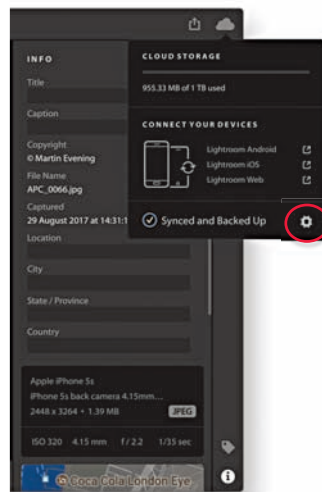 INFO
Title
Caption
Copyright
© Martin Evening
File Name
APC_0066.jpg
Captured
29 August 2017 at 14:31:1
Location
City
State / Province
Country
Apple iPhone 5s
iPhone 5s back camera 4.15mm...
2448 x 3264 • 1.39 MB JPEG
ISO 320 4.15 mm f / 2.2 1/35 sec
Coca Cola London Eye
CLOUD STORAGE
955.33 MB of 1 TB used
CONNECT YOUR DEVICES
Lightroom Android
Lightroom iOS
Lightroom Web
Synced and Backed Up